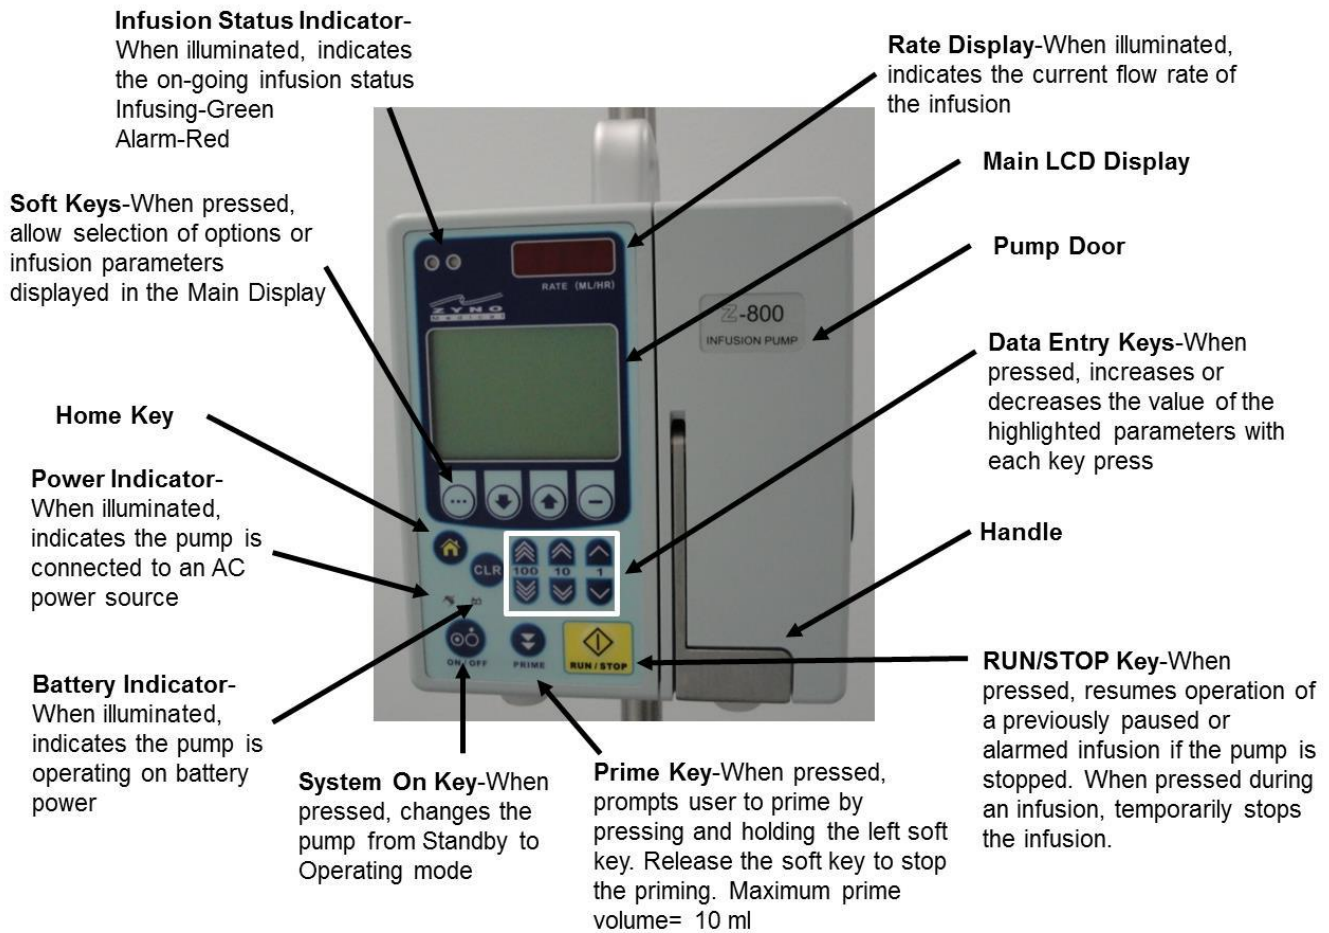 Infusion Status Indicator-
When illuminated, indicates
the on-going infusion status
Infusing-Green
Alarm-Red
Rate Display-When illuminated,
indicates the current flow rate of
the infusion
Main LCD Display
Soft Keys-When pressed,
allow selection of options or
infusion parameters
displayed in the Main Display
Pump Door
RATE (ML/HR)
ZYNO
Medical
Z-800
INFUSION PUMP
Data Entry Keys-When
pressed, increases or
decreases the value of the
highlighted parameters with
each key press
Home Key
Power Indicator-
When illuminated,
indicates the pump is
connected to an AC
power source
Handle
CLR
100 10 1
ON/OFF
PRIME
RUN/STOP
Battery Indicator-
When illuminated,
indicates the pump is
operating on battery
power
RUN/STOP Key-When
pressed, resumes operation of
a previously paused or
alarmed infusion if the pump is
stopped. When pressed during
an infusion, temporarily stops
the infusion.
System On Key-When
pressed, changes the
pump from Standby to
Operating mode
Prime Key-When pressed,
prompts user to prime by
pressing and holding the left soft
key. Release the soft key to stop
the priming. Maximum prime
volume= 10 ml